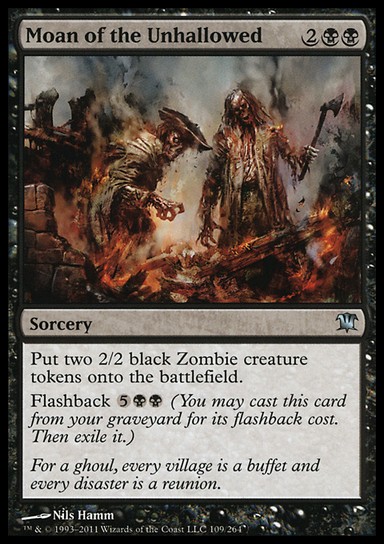 Moan of the Unhallowed 2
Sorcery
Put two 2/2 black Zombie creature
tokens onto the battlefield.
Flashback 5 (You may cast this card
from your graveyard for its flashback cost.
Then exile it.)
For a ghoul, every village is a buffet and
every disaster is a reunion.
Nils Hamm
™ & © 1993–2011 Wizards of the Coast LLC 109/264